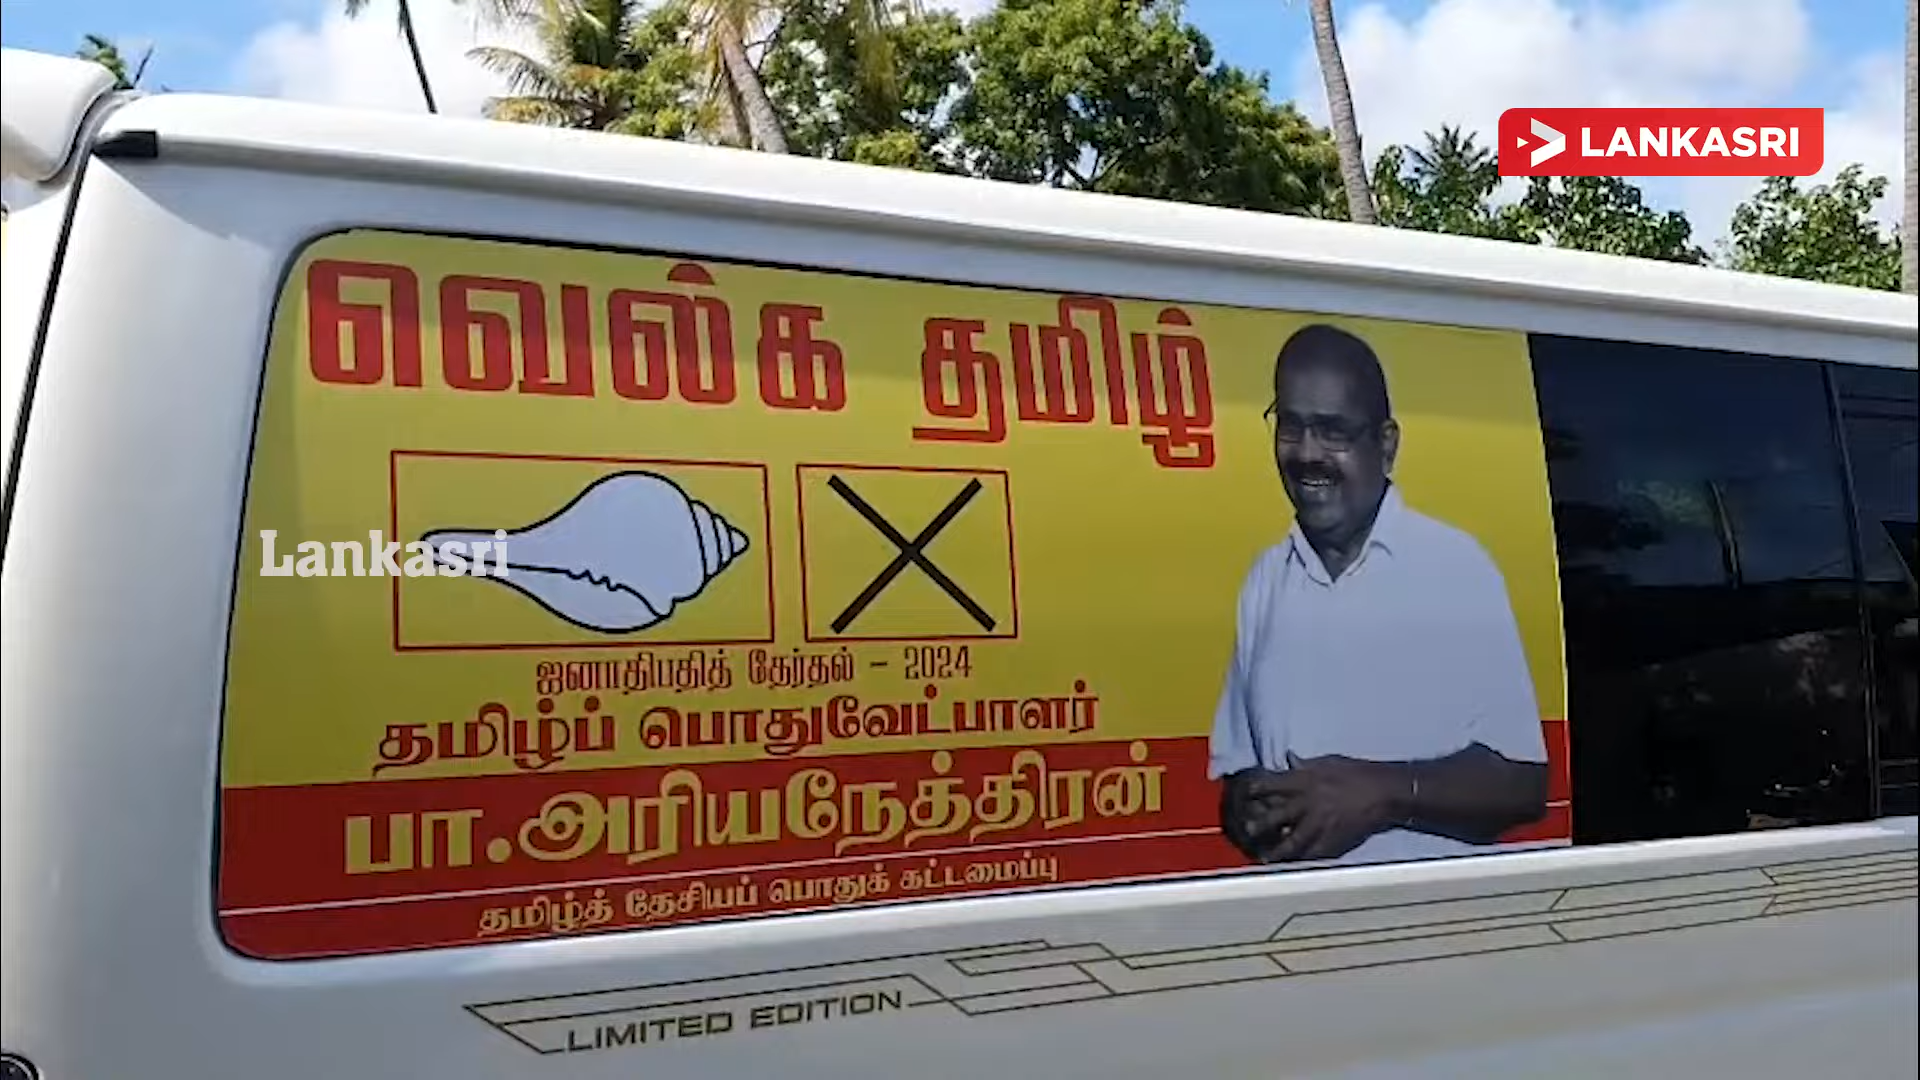 LANKASRI
வெல்க தமிழ்
Lankasri
ஜனாதிபதித் தேர்தல் - 2024
தமிழ்ப் பொதுவேட்பாளர்
பா.அரியநேத்திரன்
தமிழ்த் தேசியப் பொதுக் கட்டமைப்பு
LIMITED EDITION